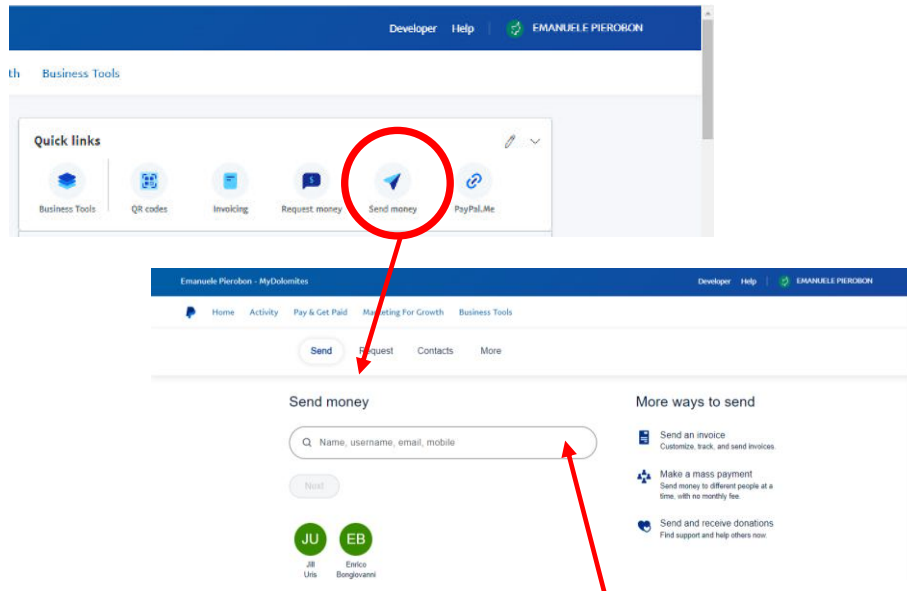 Developer Help EMANUELE PIEROBON
th Business Tools
Quick links
Business Tools QR codes Invoicing Request money Send money PayPal.Me
Emanuele Pierobon - MyDolomites Developer Help EMANUELE PIEROBON
Home Activity Pay & Get Paid Marketing For Growth Business Tools
Send Request Contacts More
Send money
Name, username, email, mobile
Next
JU EB
Jill Enrico
Uris Bongiovanni
More ways to send
Send an invoice
Customize, track, and send invoices.
Make a mass payment
Send money to different people at a
time, with no monthly fee.
Send and receive donations
Find support and help others now.